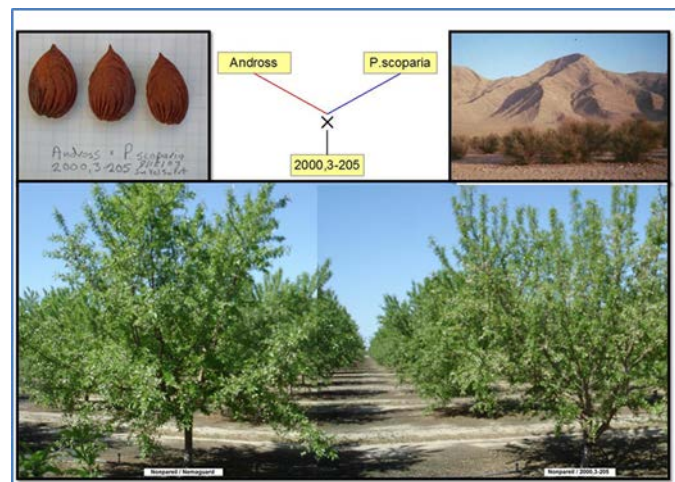 Andross
P.scoparia
2000,3-205
Andross × P. scoparia
2000,3-205
Nonpareil / Nemaguard
Nonpareil / 2000,3-205